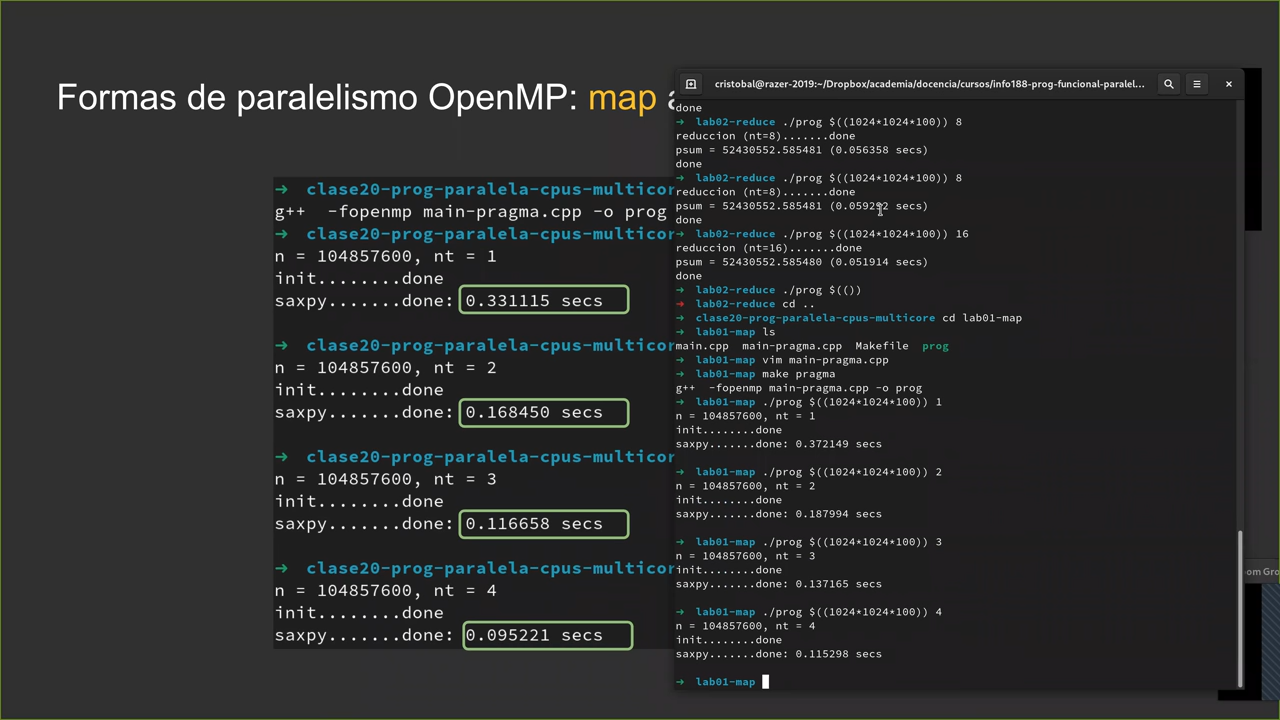 Formas de paralelismo OpenMP: map
➜ clase20-prog-paralela-cpus-multicor
g++ -fopenmp main-pragma.cpp -o prog
➜ clase20-prog-paralela-cpus-multicor
n = 104857600, nt = 1
init........done
saxpy.......done: 0.331115 secs
➜ clase20-prog-paralela-cpus-multicor
n = 104857600, nt = 2
init........done
saxpy.......done: 0.168450 secs
➜ clase20-prog-paralela-cpus-multicor
n = 104857600, nt = 3
init........done
saxpy.......done: 0.116658 secs
➜ clase20-prog-paralela-cpus-multicor
n = 104857600, nt = 4
init........done
saxpy.......done: 0.095221 secs
cristobal@razer-2019:~/Dropbox/academia/docencia/cursos/info188-prog-funcional-paralel...
done
➜ lab02-reduce ./prog $((1024*1024*100)) 8
reduccion (nt=8).......done
psum = 52430552.585481 (0.056358 secs)
done
➜ lab02-reduce ./prog $((1024*1024*100)) 8
reduccion (nt=8).......done
psum = 52430552.585481 (0.059292 secs)
done
➜ lab02-reduce ./prog $((1024*1024*100)) 16
reduccion (nt=16).......done
psum = 52430552.585480 (0.051914 secs)
done
➜ lab02-reduce ./prog $(())
➜ lab02-reduce cd ..
➜ clase20-prog-paralela-cpus-multicore cd lab01-map
➜ lab01-map ls
main.cpp main-pragma.cpp Makefile prog
➜ lab01-map vim main-pragma.cpp
➜ lab01-map make pragma
g++ -fopenmp main-pragma.cpp -o prog
➜ lab01-map ./prog $((1024*1024*100)) 1
n = 104857600, nt = 1
init........done
saxpy.......done: 0.372149 secs
➜ lab01-map ./prog $((1024*1024*100)) 2
n = 104857600, nt = 2
init........done
saxpy.......done: 0.187994 secs
➜ lab01-map ./prog $((1024*1024*100)) 3
n = 104857600, nt = 3
init........done
saxpy.......done: 0.137165 secs
➜ lab01-map ./prog $((1024*1024*100)) 4
n = 104857600, nt = 4
init........done
saxpy.......done: 0.115298 secs
➜ lab01-map
om Gro